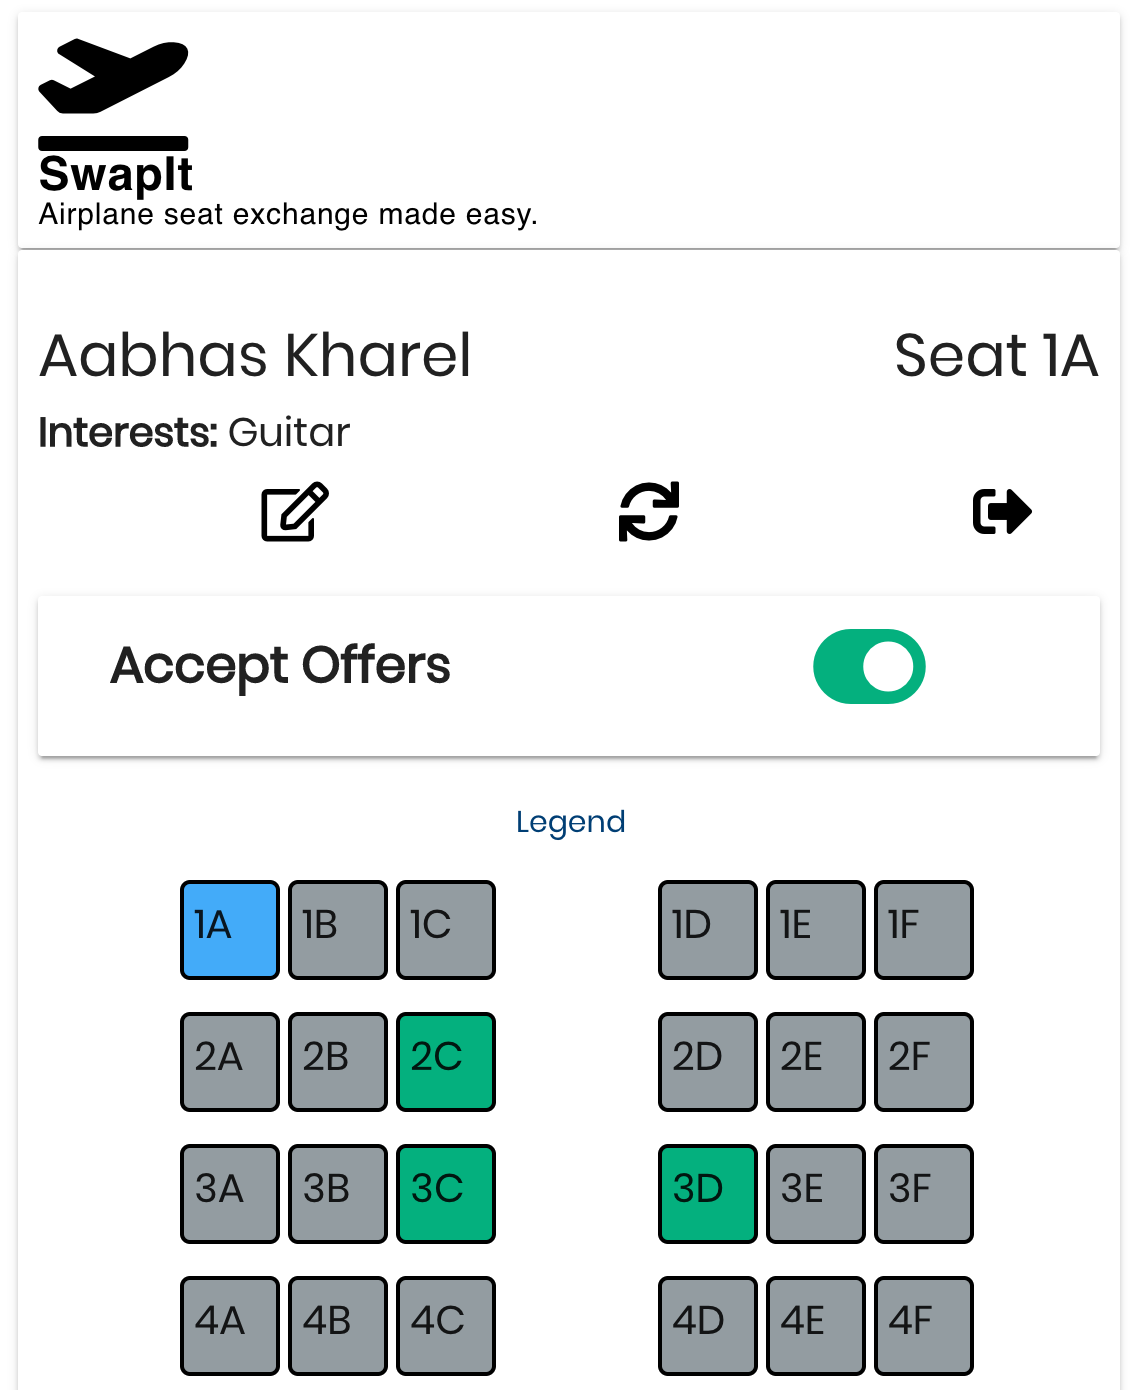 SwapIt
Airplane seat exchange made easy.
Aabhas Kharel Seat 1A
Interests: Guitar
Accept Offers
Legend
1A 1B 1C 1D 1E 1F
2A 2B 2C 2D 2E 2F
3A 3B 3C 3D 3E 3F
4A 4B 4C 4D 4E 4F